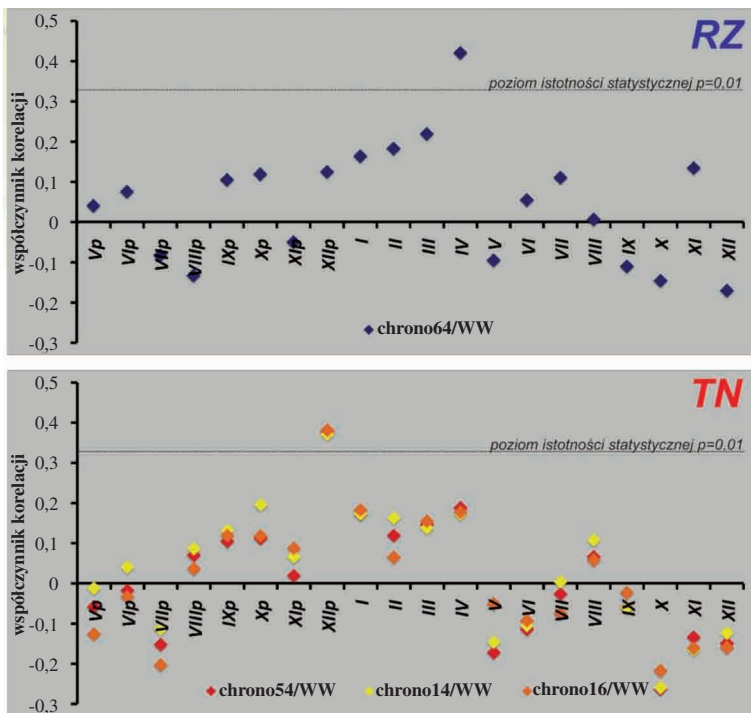 RZ
0,5
0,4
0,3
0,2
0,1
0
-0,1
-0,2
-0,3
współczynnik korelacji
poziom istotności statystycznej p=0,01
Vp VIp VIIp VIIIp IXp Xp XIp XIIp I II III IV V VI VII VIII IX X XI XII
chrono64/WW
TN
0,5
0,4
0,3
0,2
0,1
0
-0,1
-0,2
-0,3
współczynnik korelacji
poziom istotności statystycznej p=0,01
Vp VIp VIIp VIIIp IXp Xp XIp XIIp I II III IV V VI VII VIII IX X XI XII
chrono54/WW chrono14/WW chrono16/WW